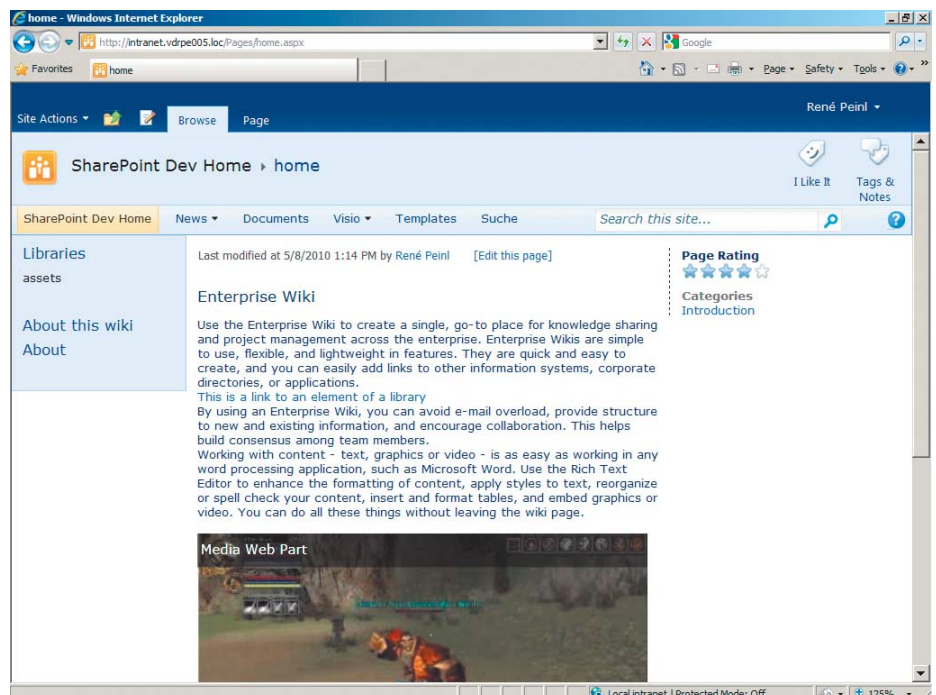 home - Windows Internet Explorer
http://intranet.vdrpe005.loc/Pages/home.aspx
Google
Favorites
home
Page
Safety
Tools
»
Site Actions
Browse
Page
René Peinl
SharePoint Dev Home ▸ home
I Like It
Tags & Notes
SharePoint Dev Home
News
Documents
Visio
Templates
Suche
Search this site...
Libraries
assets
About this wiki
About
Last modified at 5/8/2010 1:14 PM by René Peinl
[Edit this page]
Enterprise Wiki
Use the Enterprise Wiki to create a single, go-to place for knowledge sharing
and project management across the enterprise. Enterprise Wikis are simple
to use, flexible, and lightweight in features. They are quick and easy to
create, and you can easily add links to other information systems, corporate
directories, or applications.
This is a link to an element of a library
By using an Enterprise Wiki, you can avoid e-mail overload, provide structure
to new and existing information, and encourage collaboration. This helps
build consensus among team members.
Working with content - text, graphics or video - is as easy as working in any
word processing application, such as Microsoft Word. Use the Rich Text
Editor to enhance the formatting of content, apply styles to text, reorganize
or spell check your content, insert and format tables, and embed graphics or
video. You can do all these things without leaving the wiki page.
Page Rating
Categories
Introduction
Media Web Part
Local intranet | Protected Mode: Off
125%